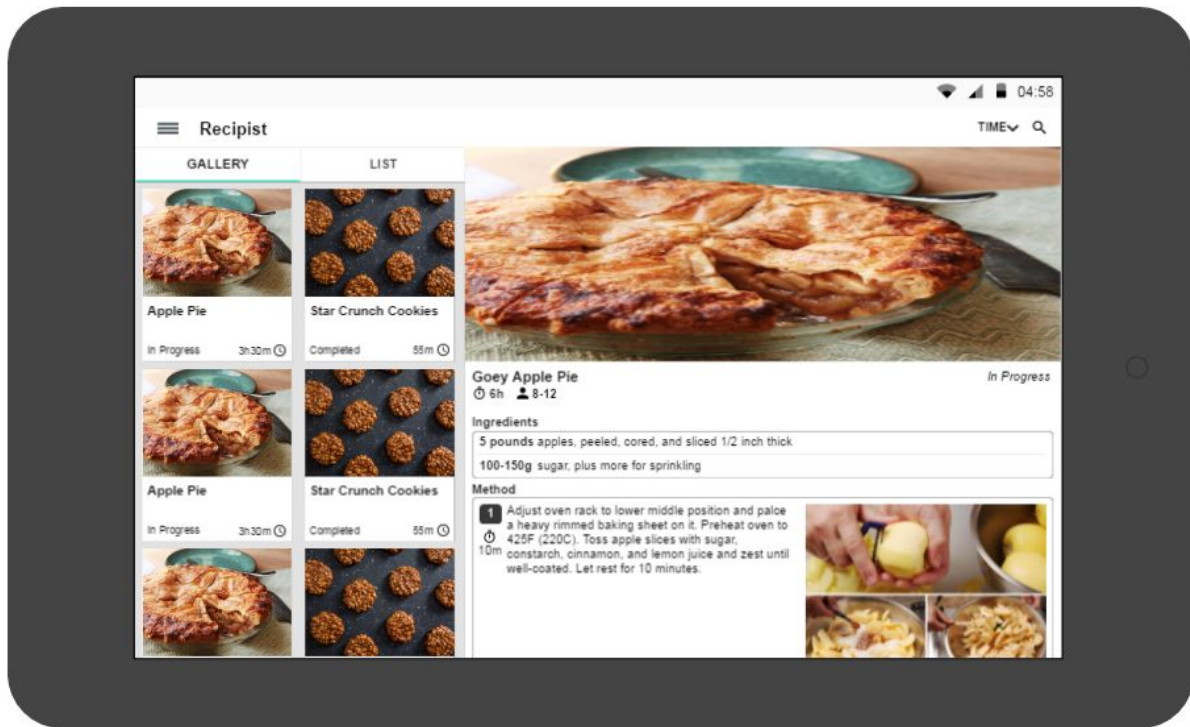 04:58
Recipist
TIME
GALLERY
LIST
Apple Pie
In Progress
3h30m
Star Crunch Cookies
Completed
55m
Apple Pie
In Progress
3h30m
Star Crunch Cookies
Completed
55m
Goey Apple Pie
In Progress
6h 8-12
Ingredients
5 pounds apples, peeled, cored, and sliced 1/2 inch thick
100-150g sugar, plus more for sprinkling
Method
1
10m
Adjust oven rack to lower middle position and palce
a heavy rimmed baking sheet on it. Preheat oven to
425F (220C). Toss apple slices with sugar,
constarch, cinnamon, and lemon juice and zest until
well-coated. Let rest for 10 minutes.